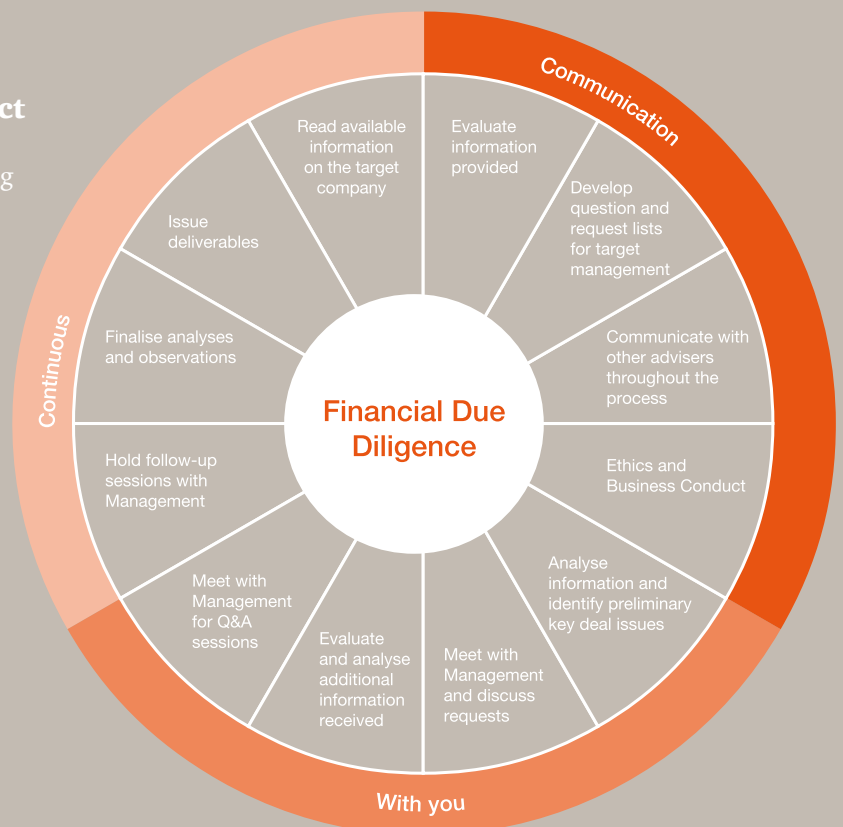 ct
g
Communication
Continuous
With you
Financial Due
Diligence
Read available
information
on the target
company
Evaluate
information
provided
Develop
question and
request lists
for target
management
Communicate with
other advisers
throughout the
process
Ethics and
Business Conduct
Analyse
information and
identify preliminary
key deal issues
Meet with
Management
and discuss
requests
Evaluate
and analyse
additional
information
received
Meet with
Management
for Q&A
sessions
Hold follow-up
sessions with
Management
Finalise analyses
and observations
Issue
deliverables